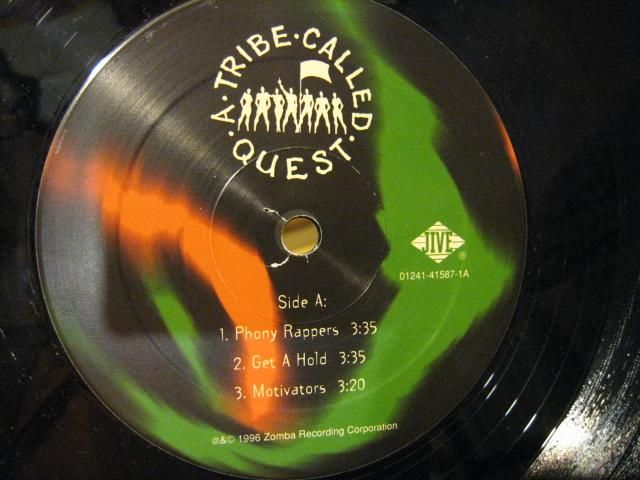 A·TRIBE·CALLED
QUEST
JIVE
®
01241-41587-1A
Side A:
1. Phony Rappers 3:35
2. Get A Hold 3:35
3. Motivators 3:20
℗&© 1996 Zomba Recording Corporation